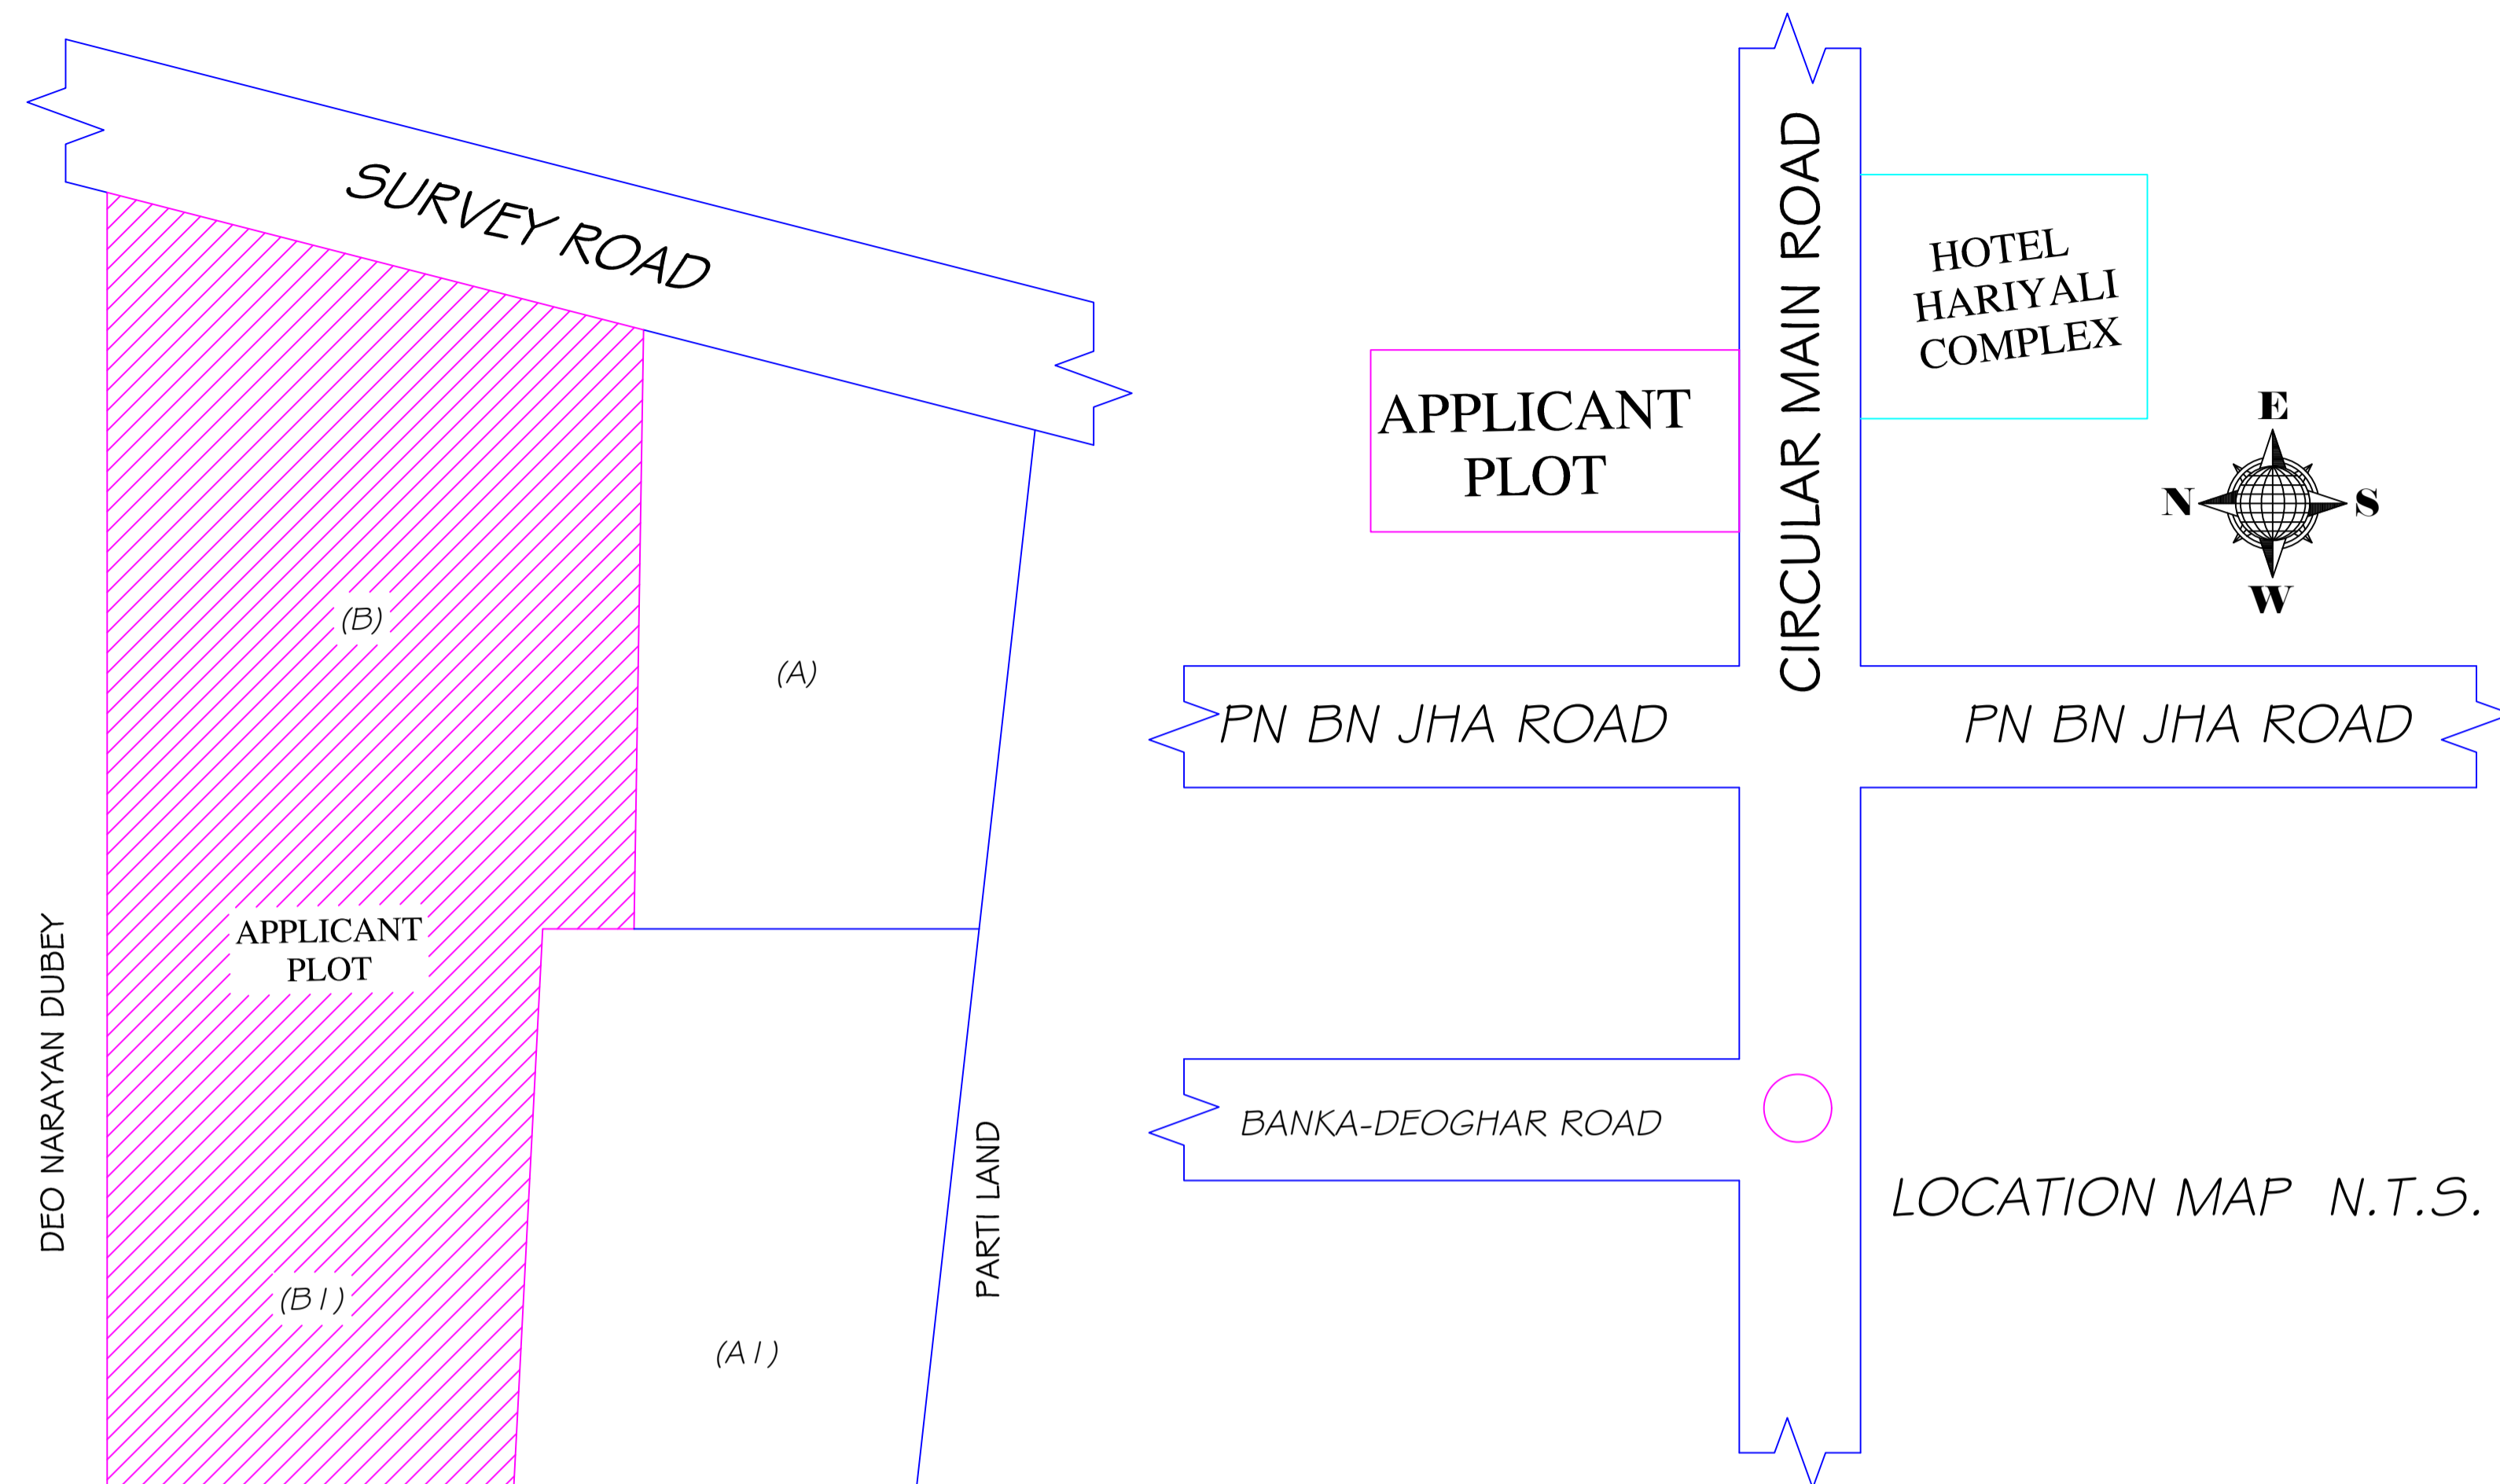 SURVEY ROAD
(B)
(A)
APPLICANT
PLOT
DEO NARAYAN DUBEY
PARTI LAND
(B1)
(A1)
CIRCULAR MAIN ROAD
HOTEL
HARIYALI
COMPLEX
APPLICANT
PLOT
E
N
S
W
PN BN JHA ROAD
PN BN JHA ROAD
BANKA-DEOGHAR ROAD
LOCATION MAP N.T.S.